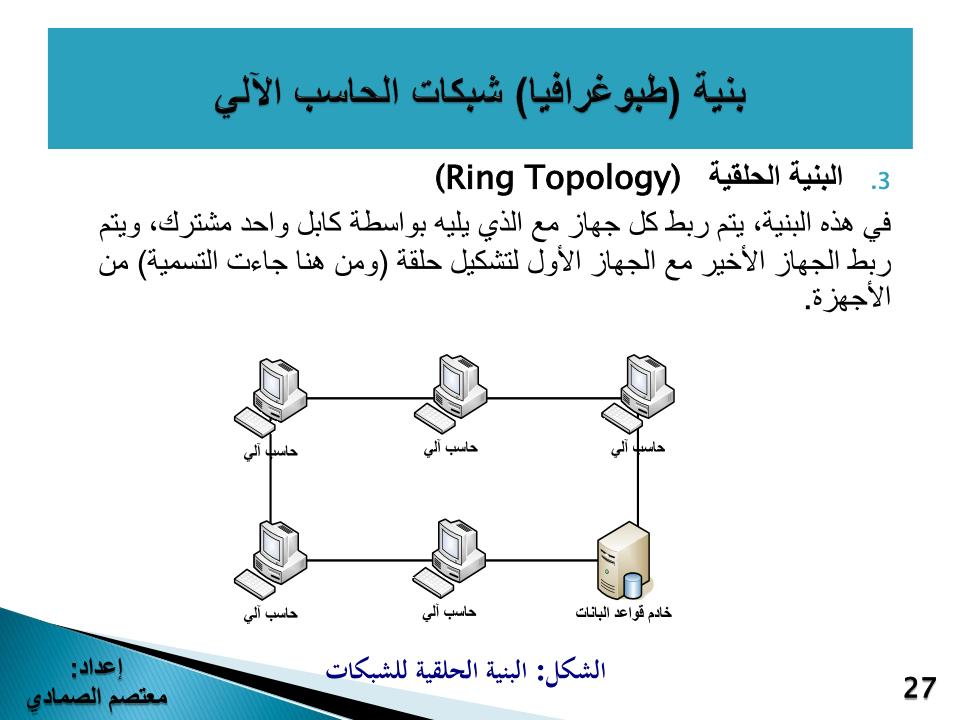 بنية (طبوغرافيا) شبكات الحاسب الآلي
3. البنية الحلقية (Ring Topology)
في هذه البنية، يتم ربط كل جهاز مع الذي يليه بواسطة كابل واحد مشترك، ويتم
ربط الجهاز الأخير مع الجهاز الأول لتشكيل حلقة (ومن هنا جاءت التسمية) من
الأجهزة.
حاسب آلي
حاسب آلي
حاسب آلي
خادم قواعد البانات
حاسب آلي
حاسب آلي
الشكل: البنية الحلقية للشبكات
إعداد:
معتصم الصمادي
27